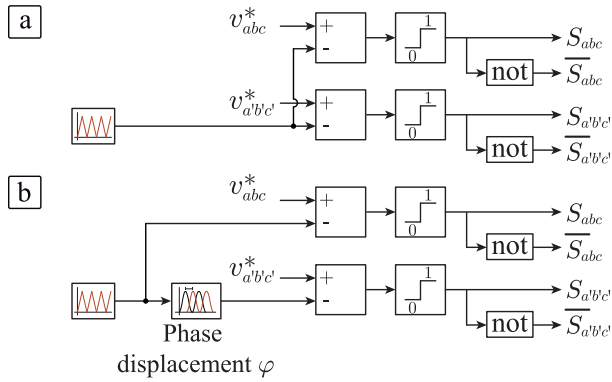 a
v*abc
+
-
1
0
Sabc
not
S̅abc
v*a'b'c'
+
-
1
0
Sa'b'c'
not
S̅a'b'c'
b
v*abc
+
-
1
0
Sabc
not
S̅abc
v*a'b'c'
+
-
1
0
Sa'b'c'
not
S̅a'b'c'
Phase
displacement φ